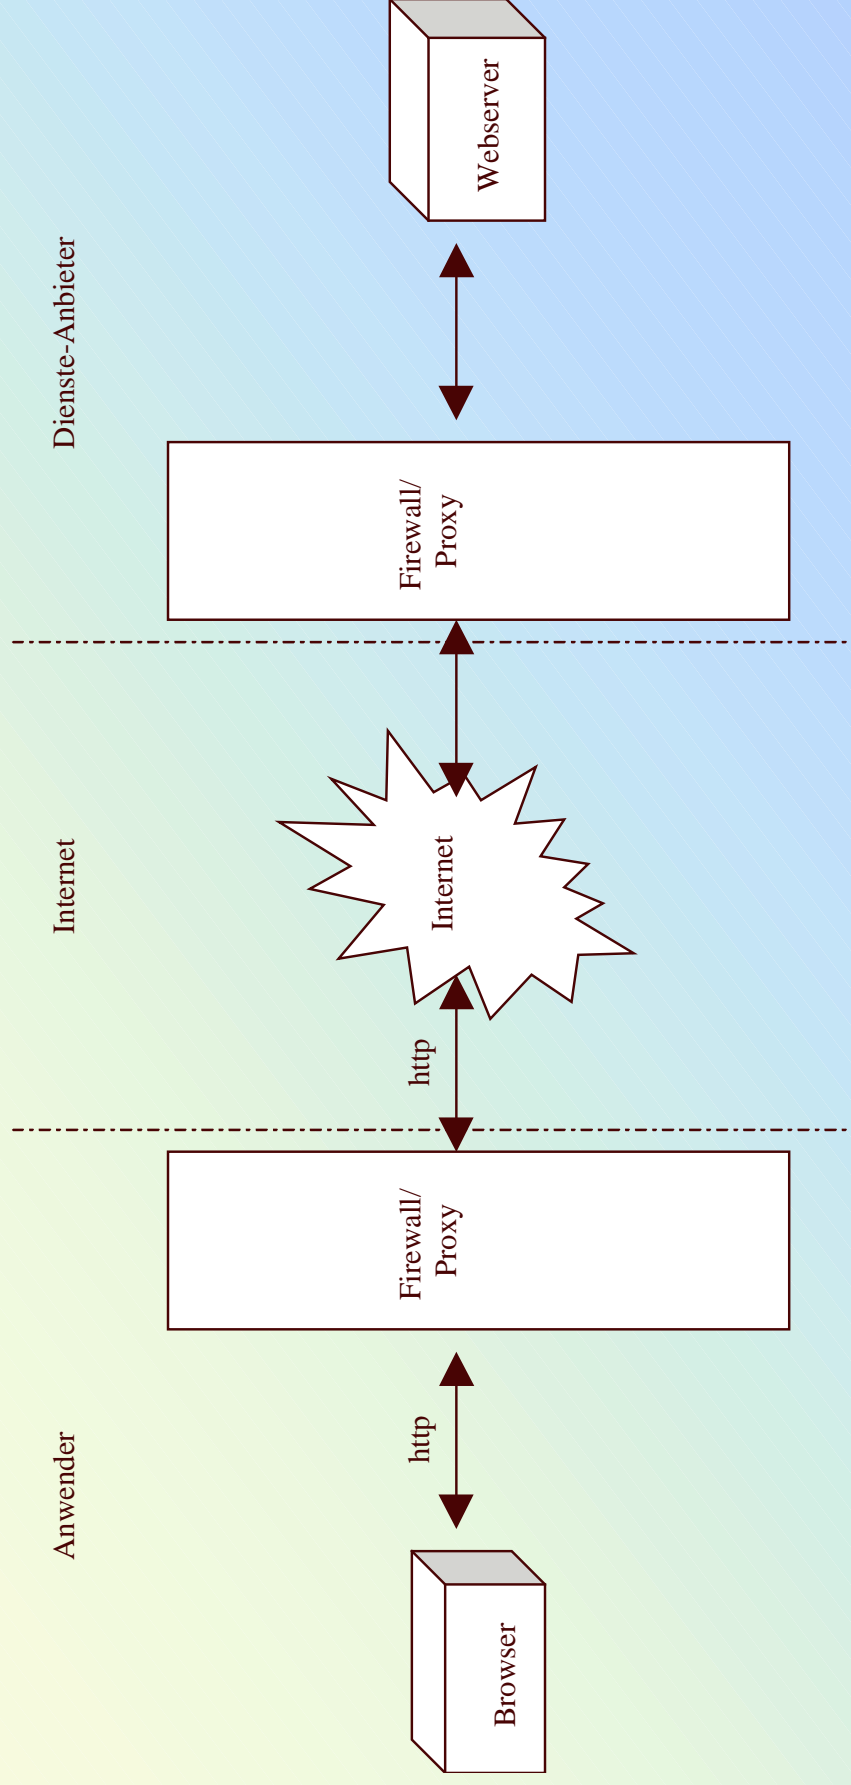 Anwender
Internet
Dienste-Anbieter
Browser
http
Firewall/
Proxy
http
Internet
Firewall/
Proxy
Webserver